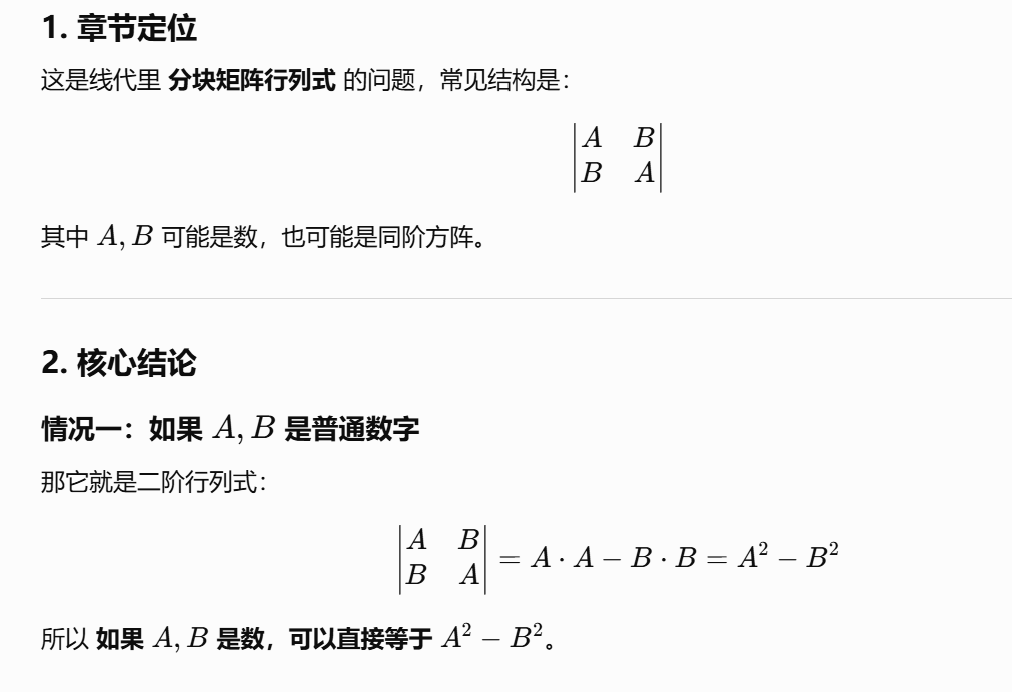 1. 章节定位
这是线代里 分块矩阵行列式 的问题，常见结构是：
|A B|
|B A|
其中 A, B 可能是数，也可能是同阶方阵。
2. 核心结论
情况一：如果 A, B 是普通数字
那它就是二阶行列式：
|A B|
|B A| = A · A − B · B = A² − B²
所以 如果 A, B 是数，可以直接等于 A² − B²。